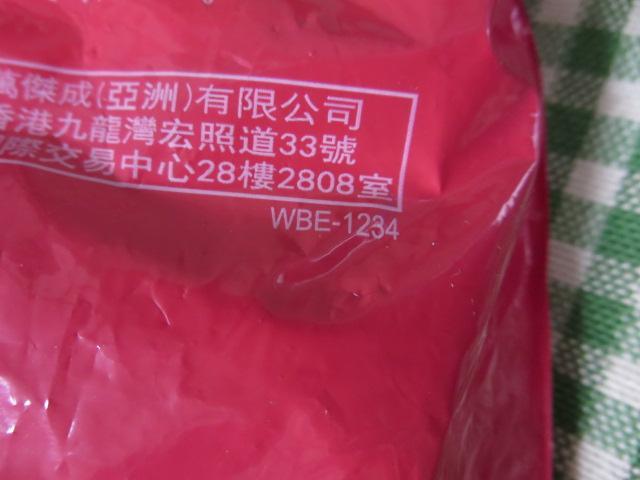 萬傑成(亞洲)有限公司
香港九龍灣宏照道33號
國際交易中心28樓2808室
WBE-1234